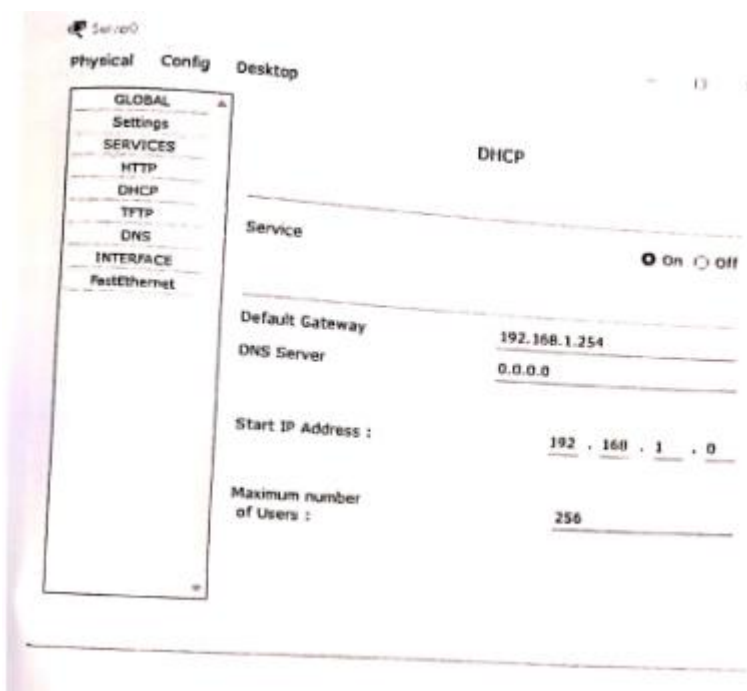 Server0
Physical Config Desktop
GLOBAL
Settings
SERVICES
HTTP
DHCP
TFTP
DNS
INTERFACE
FastEthernet
DHCP
Service
On Off
Default Gateway 192.168.1.254
DNS Server 0.0.0.0
Start IP Address : 192 . 168 . 1 . 0
Maximum number
of Users : 256